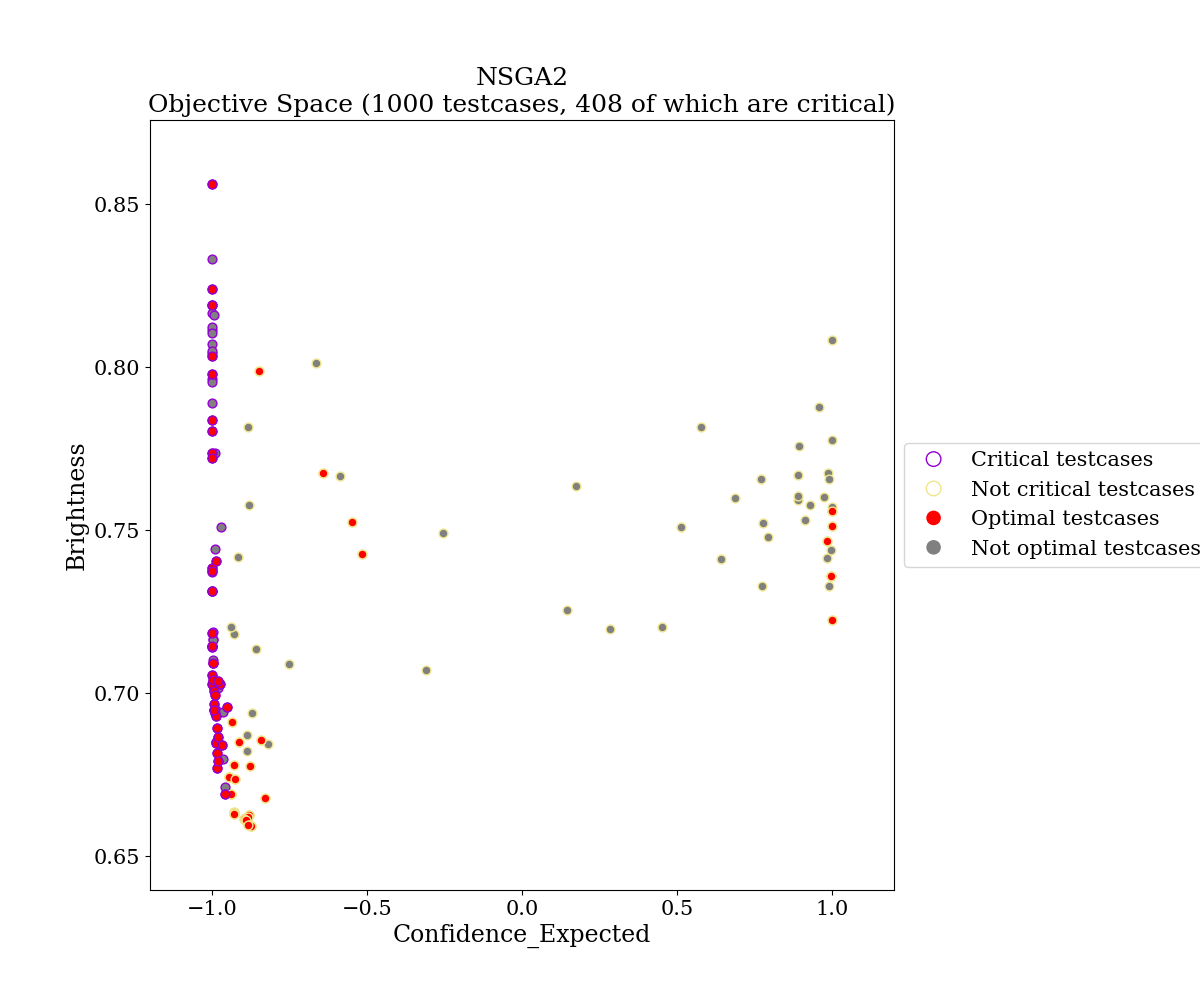 NSGA2
Objective Space (1000 testcases, 408 of which are critical)
Brightness
0.85
0.80
0.75
0.70
0.65
−1.0
−0.5
0.0
0.5
1.0
Confidence_Expected
Critical testcases
Not critical testcases
Optimal testcases
Not optimal testcases